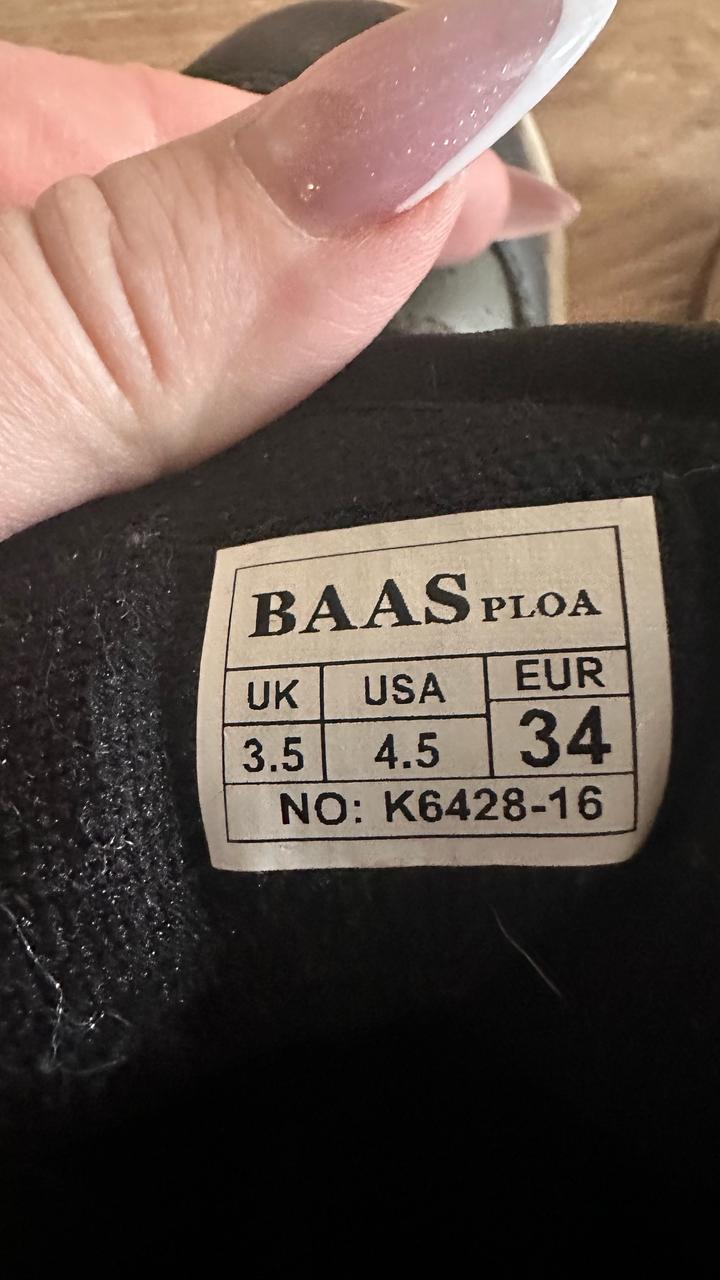 BAAS PLOA
UK USA EUR
3.5 4.5 34
NO: K6428-16